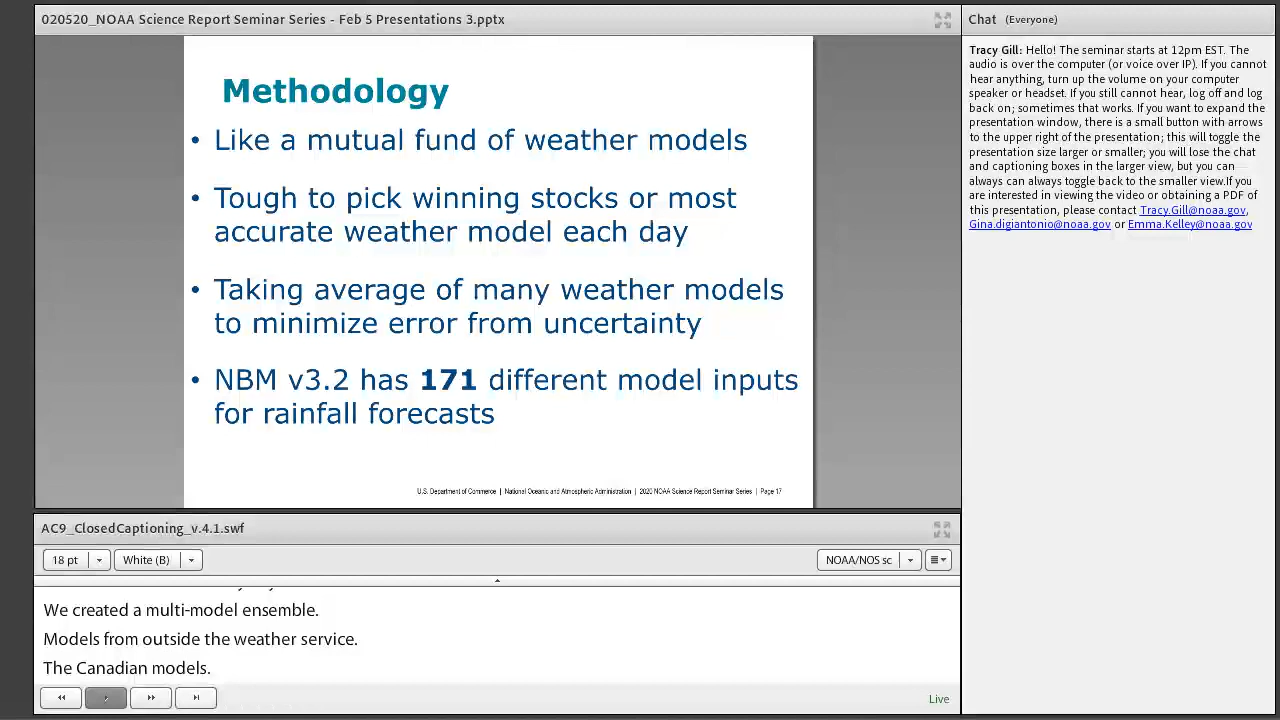 020520_NOAA Science Report Seminar Series - Feb 5 Presentations 3.pptx
Methodology
• Like a mutual fund of weather models
• Tough to pick winning stocks or most
accurate weather model each day
• Taking average of many weather models
to minimize error from uncertainty
• NBM v3.2 has 171 different model inputs
for rainfall forecasts
U.S. Department of Commerce | National Oceanic and Atmospheric Administration | 2020 NOAA Science Report Seminar Series | Page 17
AC9_ClosedCaptioning_v.4.1.swf
18 pt
White (B)
NOAA/NOS sc
We created a multi-model ensemble.
Models from outside the weather service.
The Canadian models.
Live
Chat (Everyone)
Tracy Gill: Hello! The seminar starts at 12pm EST. The
audio is over the computer (or voice over IP). If you cannot
hear anything, turn up the volume on your computer
speaker or headset. If you still cannot hear, log off and log
back on; sometimes that works. If you want to expand the
presentation window, there is a small button with arrows
to the upper right of the presentation; this will toggle the
presentation size larger or smaller; you will lose the chat
and captioning boxes in the larger view, but you can
always can always toggle back to the smaller view.If you
are interested in viewing the video or obtaining a PDF of
this presentation, please contact Tracy.Gill@noaa.gov,
Gina.digiantonio@noaa.gov or Emma.Kelley@noaa.gov